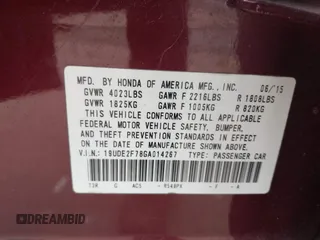 MFD. BY HONDA OF AMERICA MFG., INC. 06/15
GVWR 4023LBS GAWR F 2216LBS R 1808LBS
GVWR 1825KG GAWR F 1005KG R 820KG
THIS VEHICLE CONFORMS TO ALL APPLICABLE
FEDERAL MOTOR VEHICLE SAFETY, BUMPER,
AND THEFT PREVENTION STANDARDS IN EFFECT
ON THE DATE OF MANUFACTURE SHOWN ABOVE.
V.I.N.: 19UDE2F78GA014287 TYPE: PASSENGER CAR
AUTOBIDMASTER